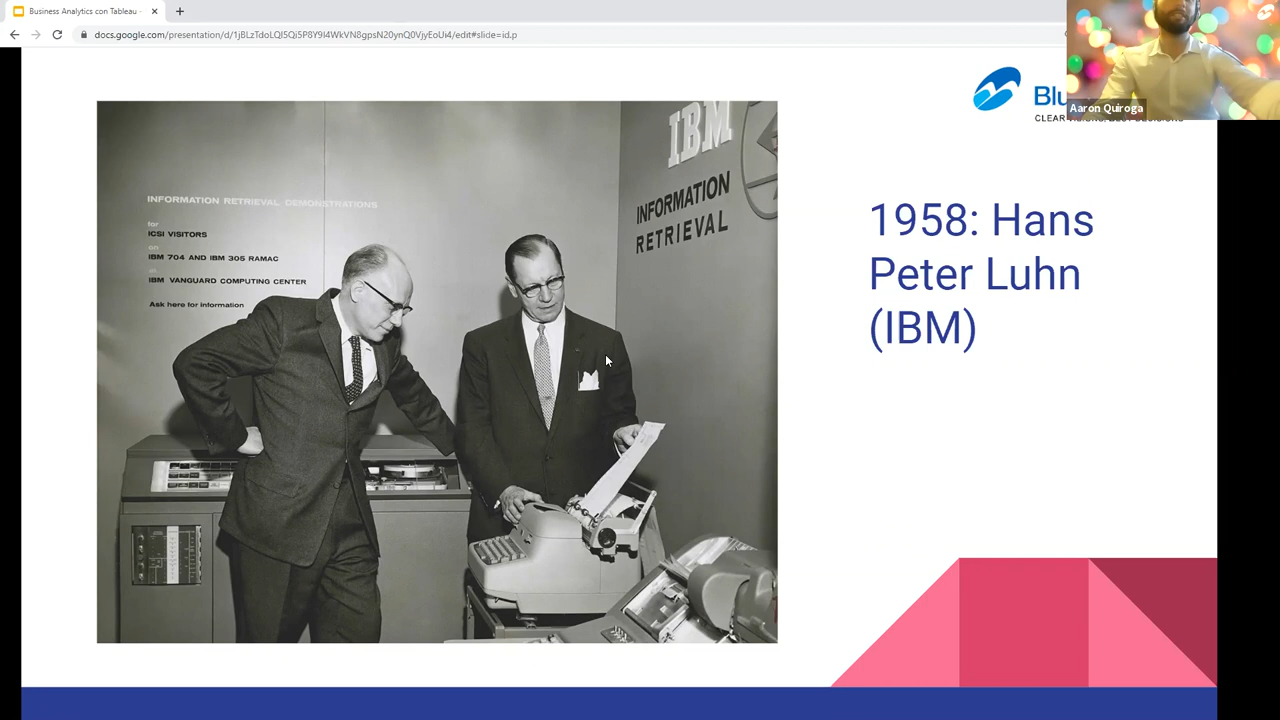 Business Analytics con Tableau -
docs.google.com/presentation/d/1jBLzTdoLQI5Qi5P8Y9I4WkVN8gpsN20ynQ0VjyEoUi4/edit#slide=id.p
Aaron Quiroga
Blu
CLEAR
IBM
INFORMATION
RETRIEVAL
INFORMATION RETRIEVAL DEMONSTRATIONS
for
ICSI VISITORS
on
IBM 704 AND IBM 305 RAMAC
IBM VANGUARD COMPUTING CENTER
Ask here for information
1958: Hans
Peter Luhn
(IBM)